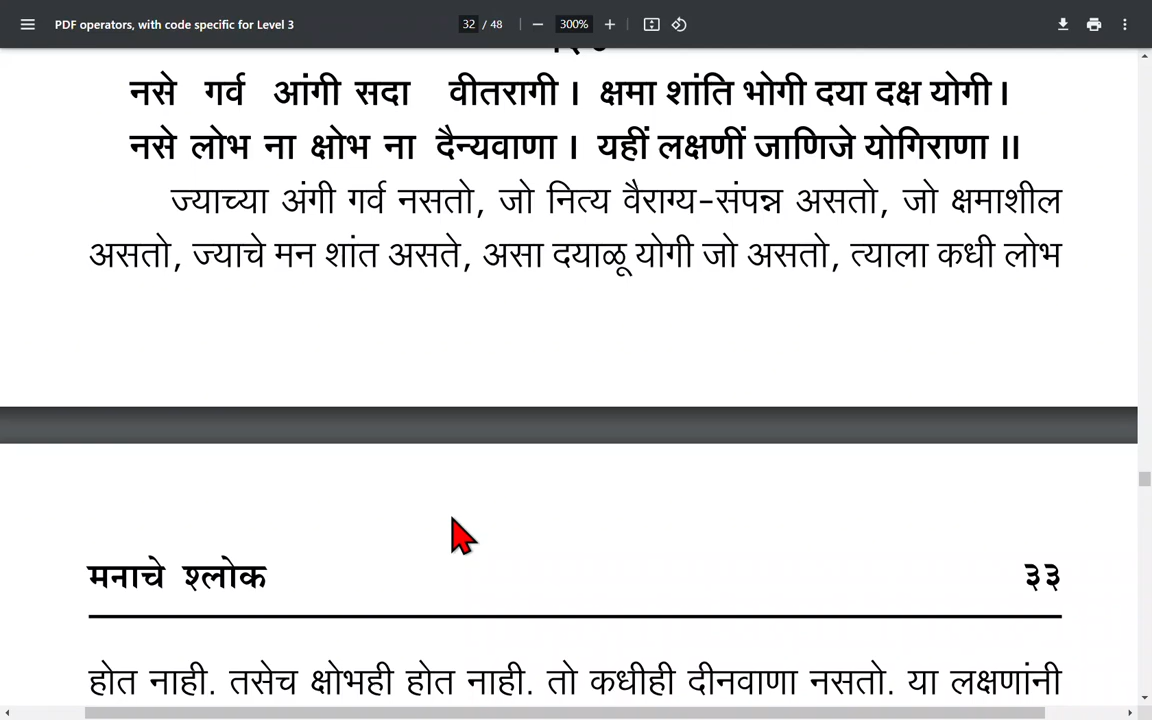 PDF operators, with code specific for Level 3 32 / 48 300%
नसे गर्व आंगी सदा वीतरागी । क्षमा शांति भोगी दया दक्ष योगी ।
नसे लोभ ना क्षोभ ना दैन्यवाणा । यहीं लक्षणीं जाणिजे योगिराणा ॥
ज्याच्या अंगी गर्व नसतो, जो नित्य वैराग्य-संपन्न असतो, जो क्षमाशील
असतो, ज्याचे मन शांत असते, असा दयाळू योगी जो असतो, त्याला कधी लोभ
मनाचे श्लोक ३३
होत नाही. तसेच क्षोभही होत नाही. तो कधीही दीनवाणा नसतो. या लक्षणांनी